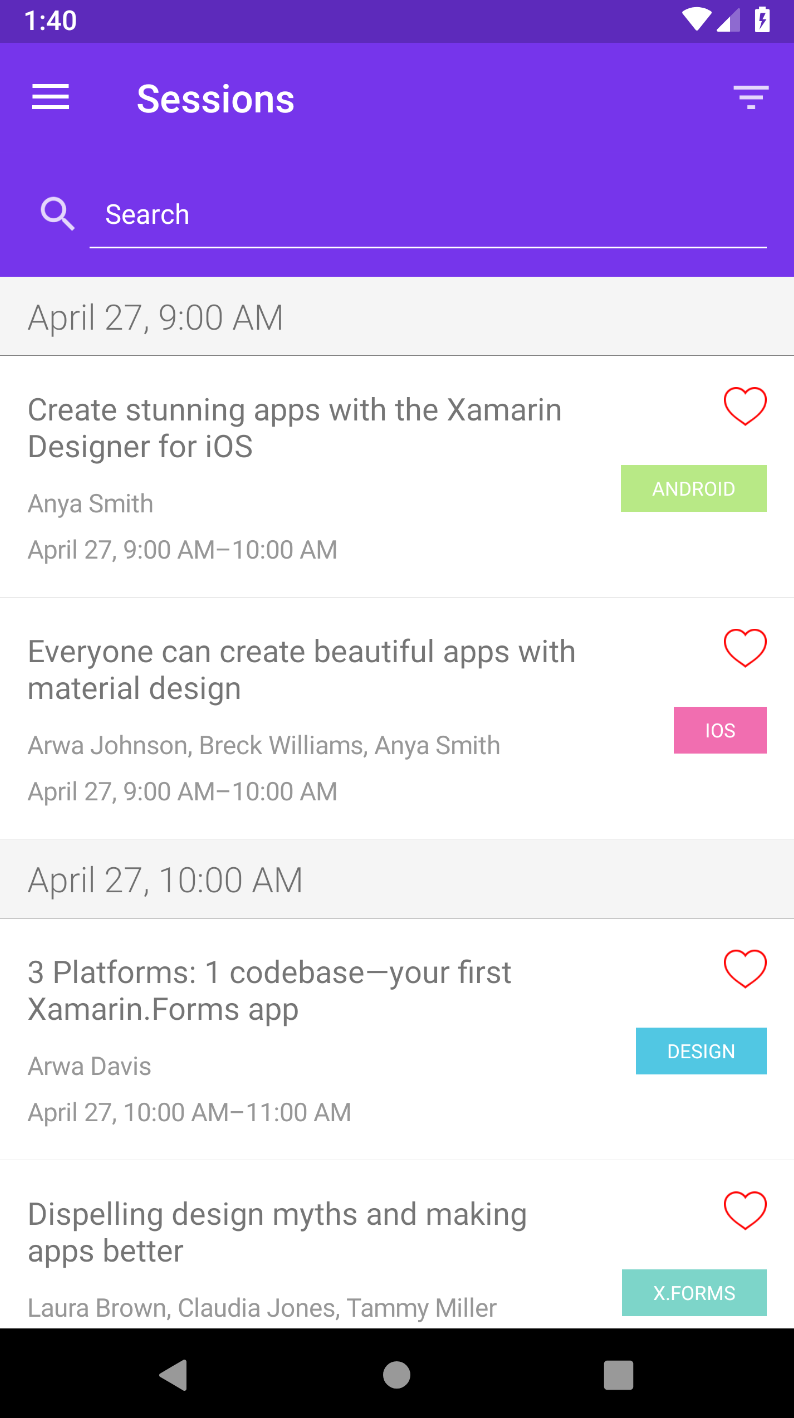 1:40
Sessions
Search
April 27, 9:00 AM
Create stunning apps with the Xamarin
Designer for iOS
ANDROID
Anya Smith
April 27, 9:00 AM–10:00 AM
Everyone can create beautiful apps with
material design
IOS
Arwa Johnson, Breck Williams, Anya Smith
April 27, 9:00 AM–10:00 AM
April 27, 10:00 AM
3 Platforms: 1 codebase—your first
Xamarin.Forms app
DESIGN
Arwa Davis
April 27, 10:00 AM–11:00 AM
Dispelling design myths and making
apps better
X.FORMS
Laura Brown, Claudia Jones, Tammy Miller